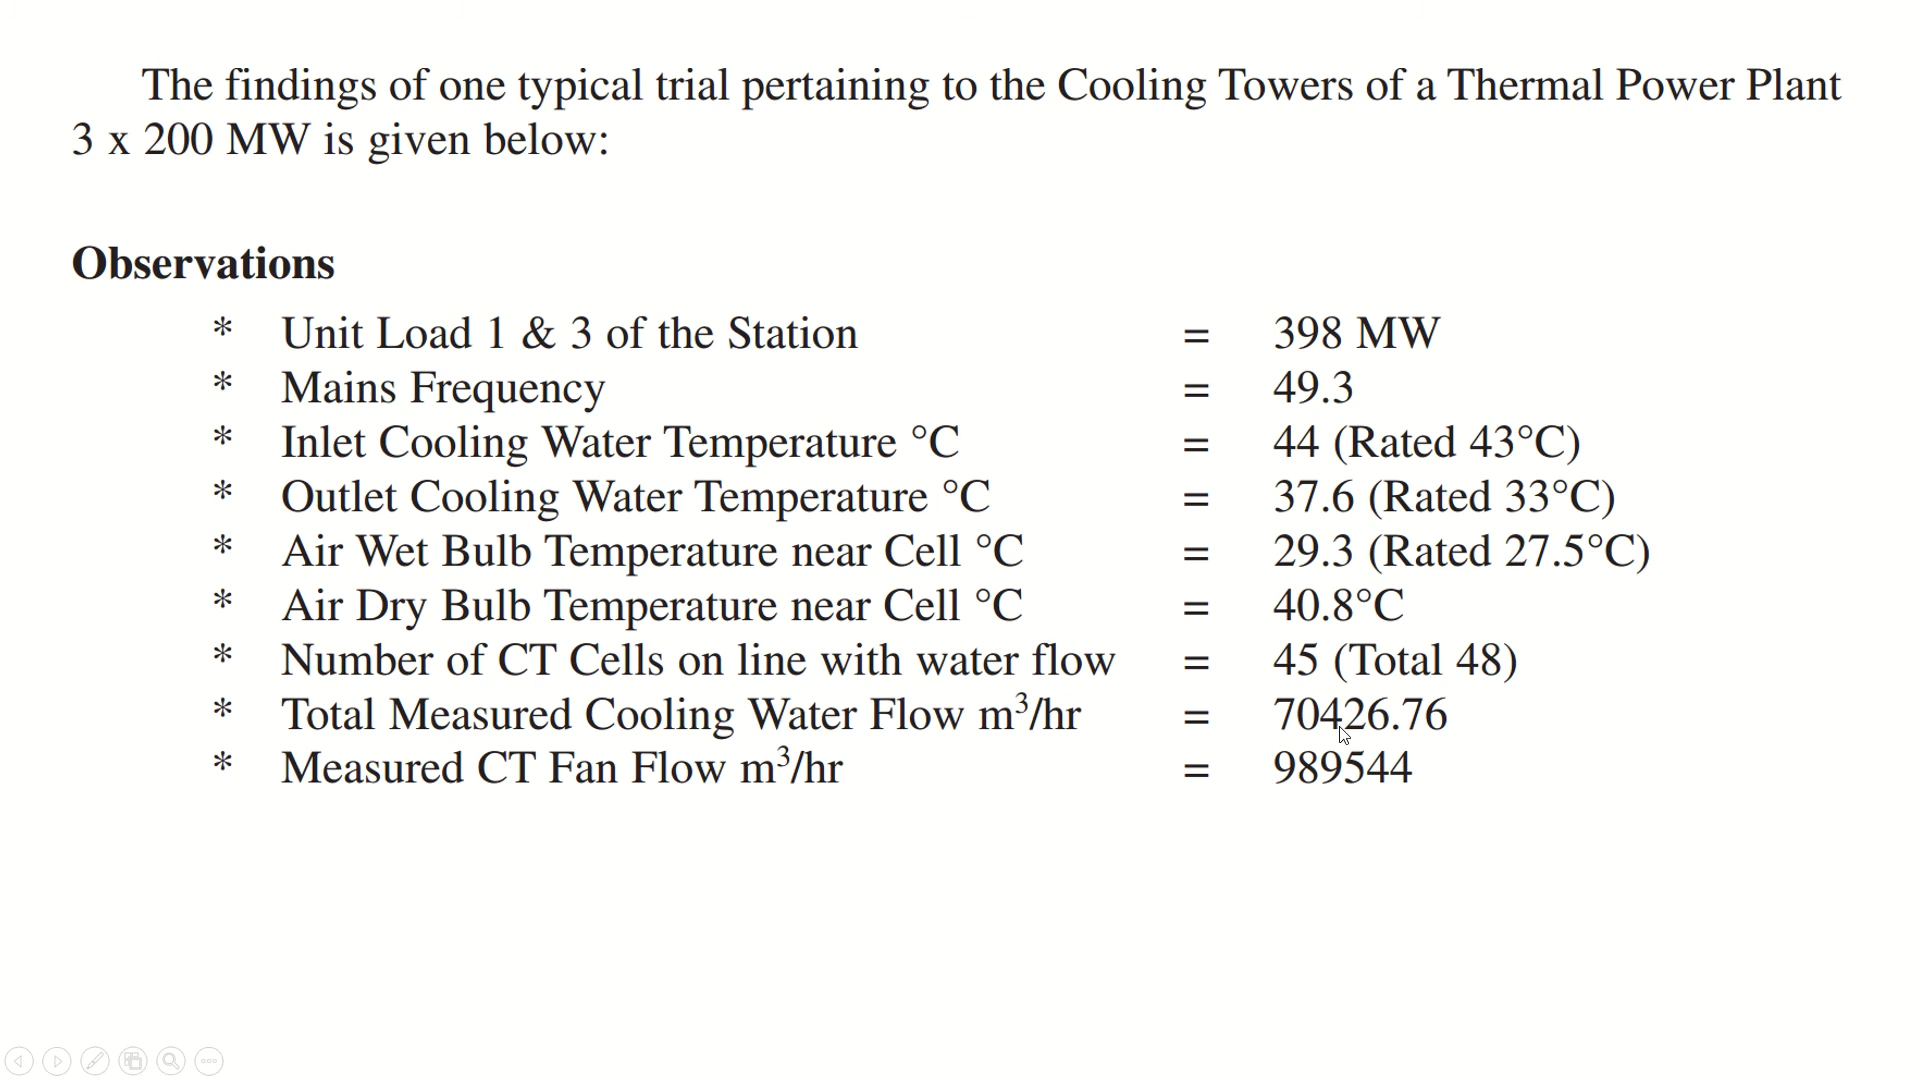 The findings of one typical trial pertaining to the Cooling Towers of a Thermal Power Plant
3 x 200 MW is given below:
Observations
* Unit Load 1 & 3 of the Station = 398 MW
* Mains Frequency = 49.3
* Inlet Cooling Water Temperature °C = 44 (Rated 43°C)
* Outlet Cooling Water Temperature °C = 37.6 (Rated 33°C)
* Air Wet Bulb Temperature near Cell °C = 29.3 (Rated 27.5°C)
* Air Dry Bulb Temperature near Cell °C = 40.8°C
* Number of CT Cells on line with water flow = 45 (Total 48)
* Total Measured Cooling Water Flow m³/hr = 70426.76
* Measured CT Fan Flow m³/hr = 989544